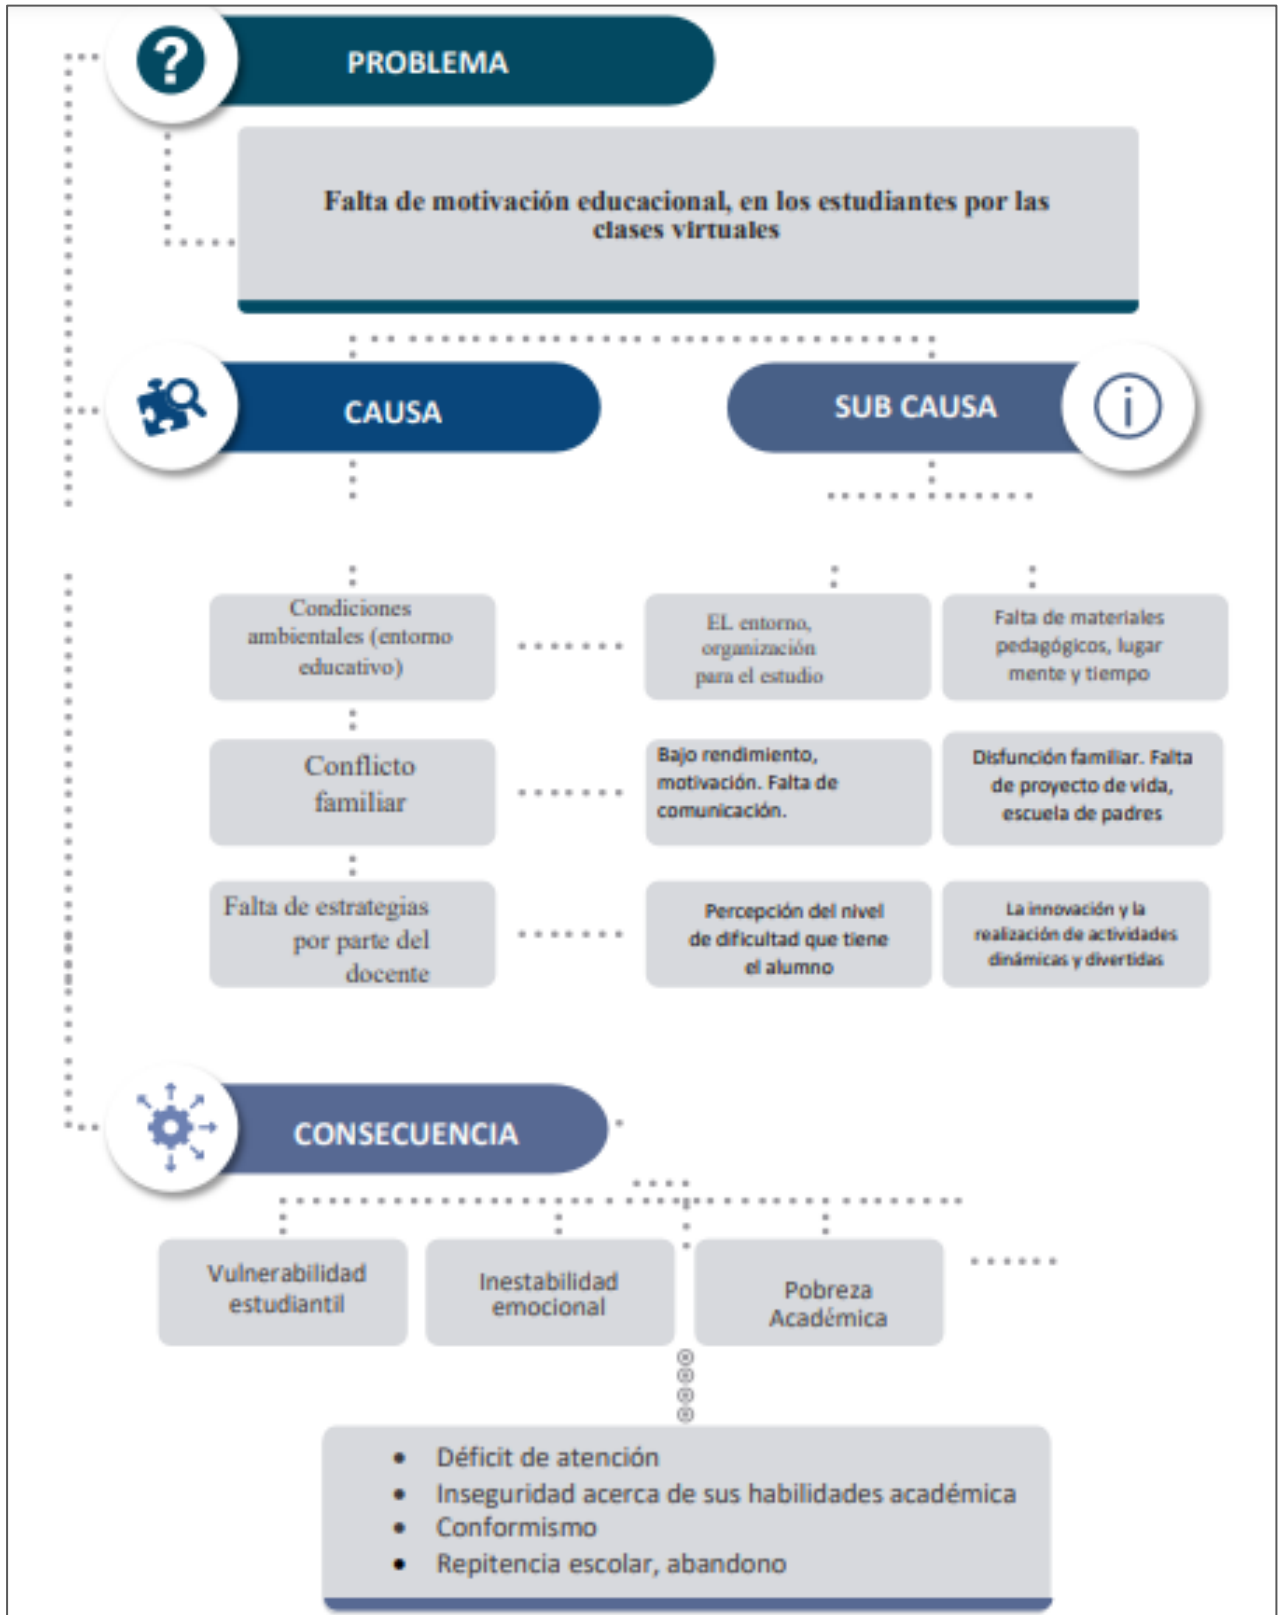 PROBLEMA
Falta de motivación educacional, en los estudiantes por las
clases virtuales
CAUSA
SUB CAUSA
Condiciones
ambientales (entorno
educativo)
EL entorno,
organización
para el estudio
Falta de materiales
pedagógicos, lugar
mente y tiempo
Conflicto
familiar
Bajo rendimiento,
motivación. Falta de
comunicación.
Disfunción familiar. Falta
de proyecto de vida,
escuela de padres
Falta de estrategias
por parte del
docente
Percepción del nivel
de dificultad que tiene
el alumno
La innovación y la
realización de actividades
dinámicas y divertidas
CONSECUENCIA
Vulnerabilidad
estudiantil
Inestabilidad
emocional
Pobreza
Académica
• Déficit de atención
• Inseguridad acerca de sus habilidades académica
• Conformismo
• Repitencia escolar, abandono